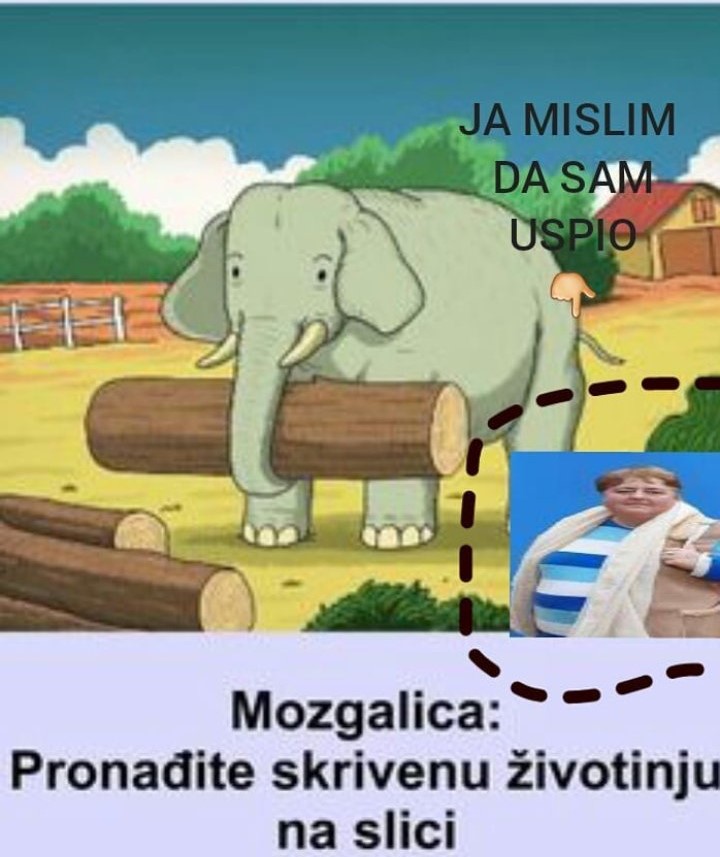 JA MISLIM
DA SAM
USPIO
Mozgalica:
Pronađite skrivenu životinju
na slici